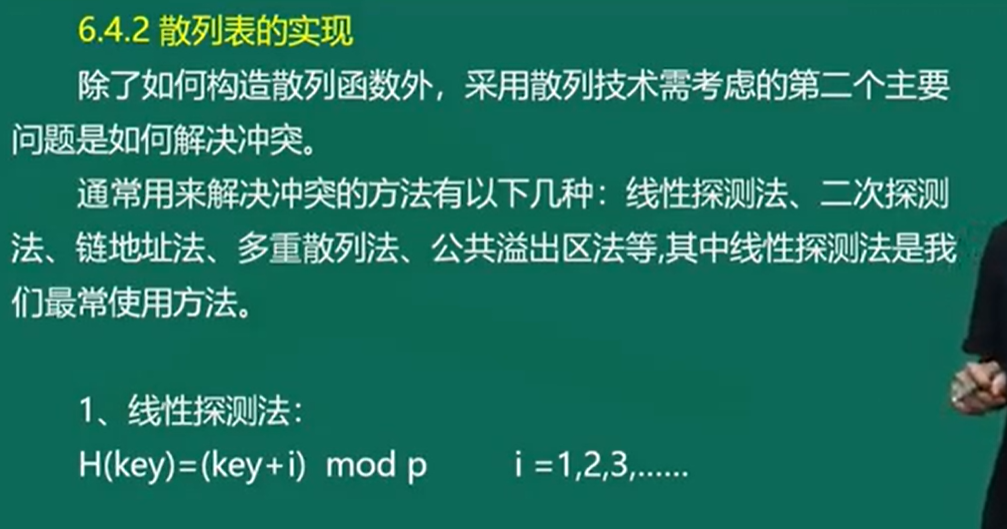 6.4.2 散列表的实现
除了如何构造散列函数外，采用散列技术需考虑的第二个主要
问题是如何解决冲突。
通常用来解决冲突的方法有以下几种：线性探测法、二次探测
法、链地址法、多重散列法、公共溢出区法等,其中线性探测法是我
们最常使用方法。
1、线性探测法：
H(key)=(key+i) mod p i =1,2,3,......